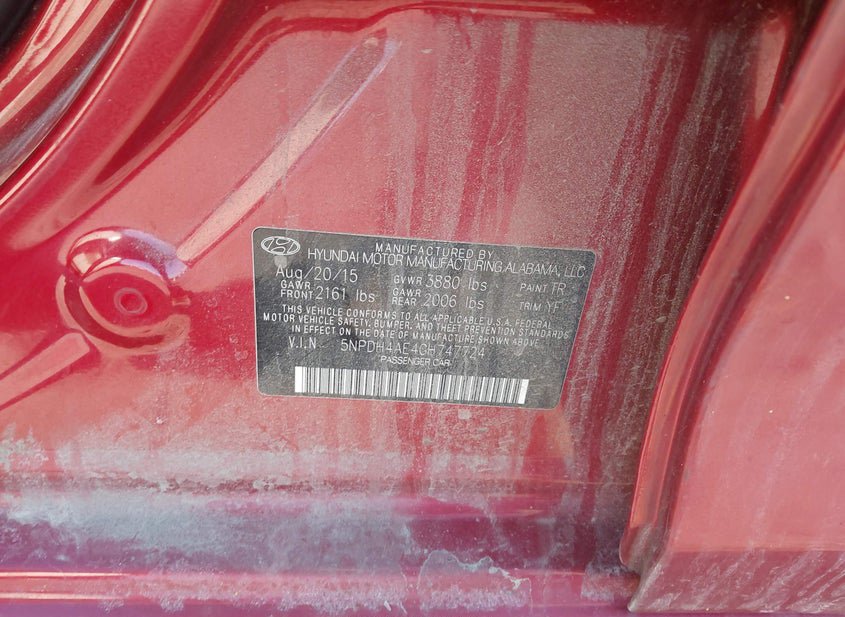 MANUFACTURED BY
HYUNDAI MOTOR MANUFACTURING ALABAMA, LLC
Aug/20/15 GVWR 3880 lbs PAINT TR
GAWR FRONT 2161 lbs GAWR REAR 2006 lbs TRIM YF
THIS VEHICLE CONFORMS TO ALL APPLICABLE U.S.A. FEDERAL
MOTOR VEHICLE SAFETY, BUMPER, AND THEFT PREVENTION STANDARDS
IN EFFECT ON THE DATE OF MANUFACTURE SHOWN ABOVE.
V.I.N. 5NPDH4AE4GH747724
PASSENGER CAR